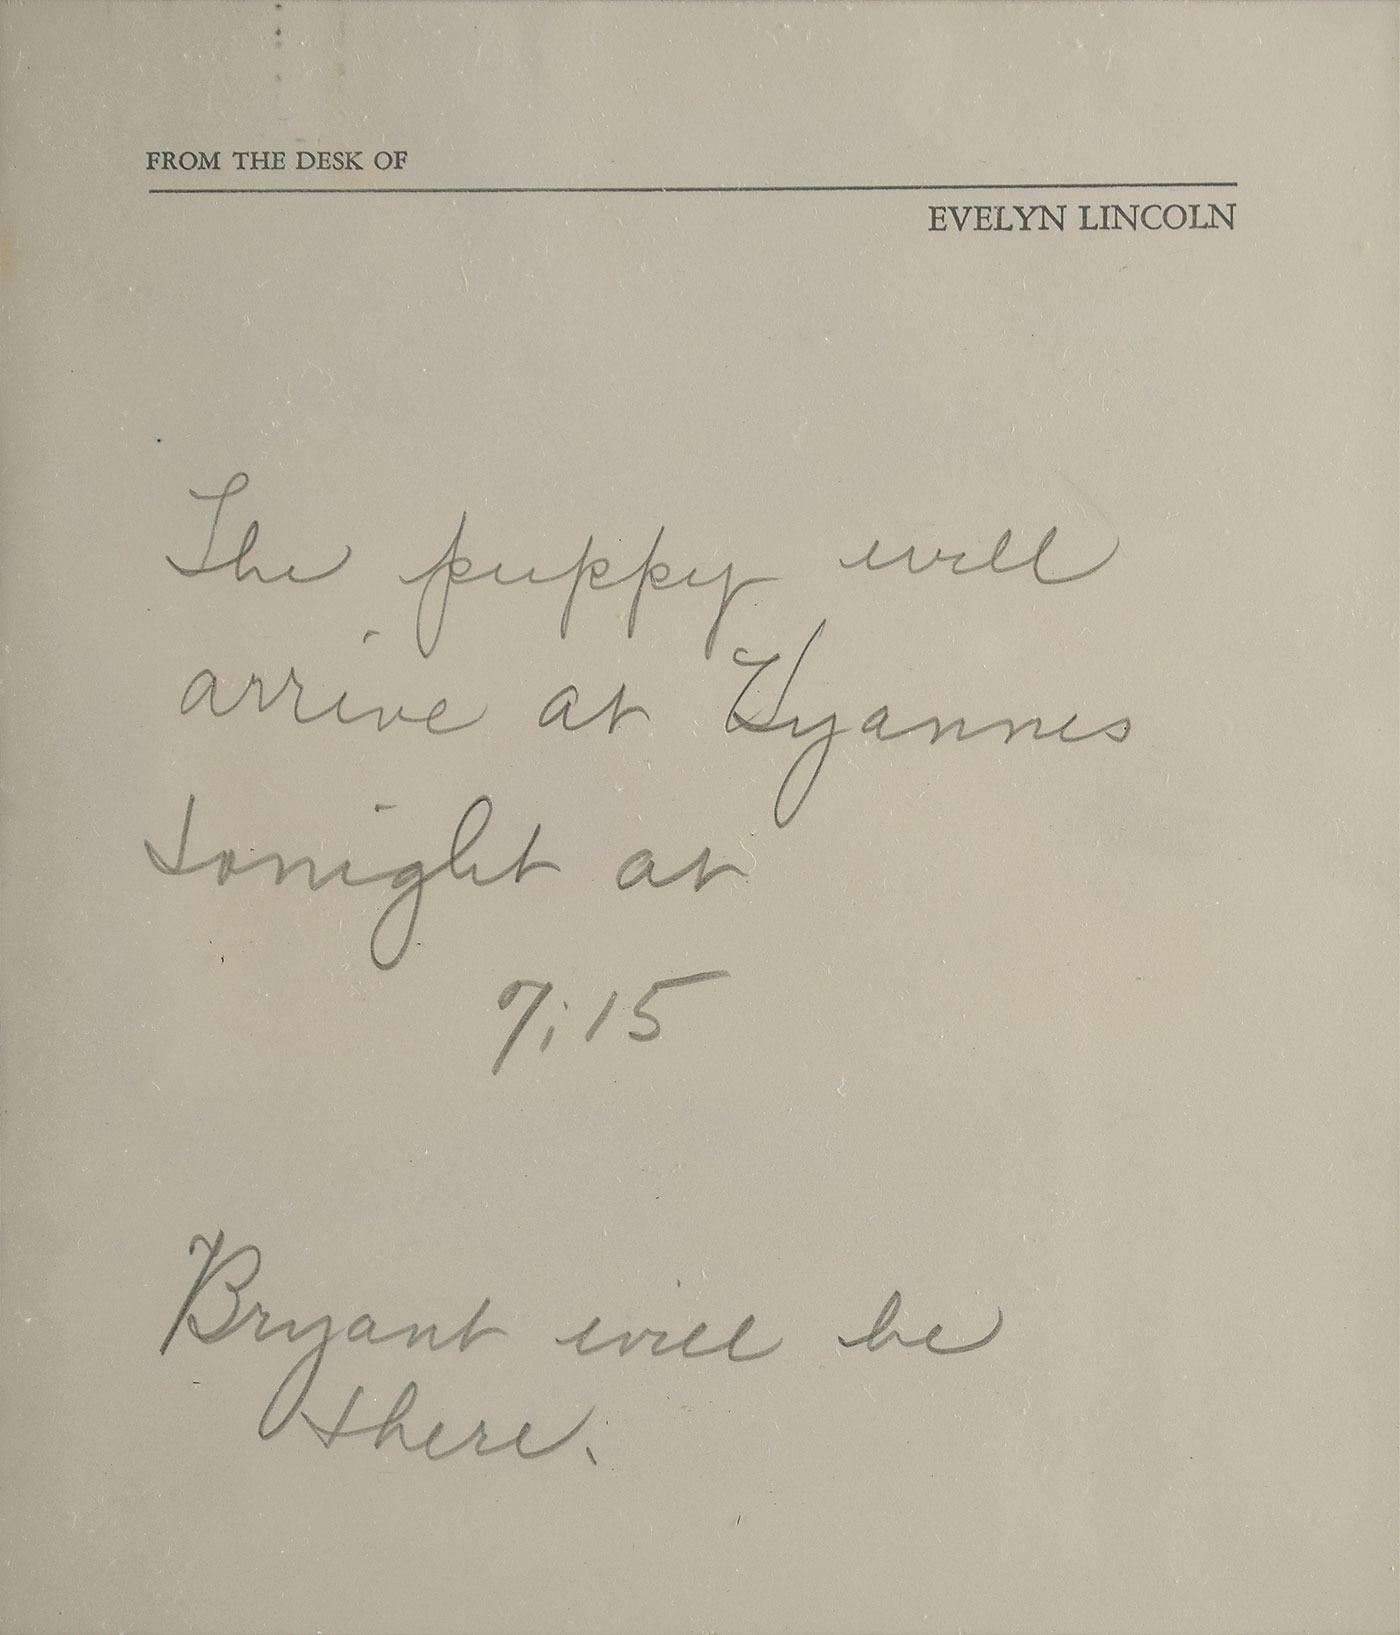 FROM THE DESK OF
EVELYN LINCOLN
The puppy will
arrive at Hyannis
tonight at
7:15
Bryant will be
there.